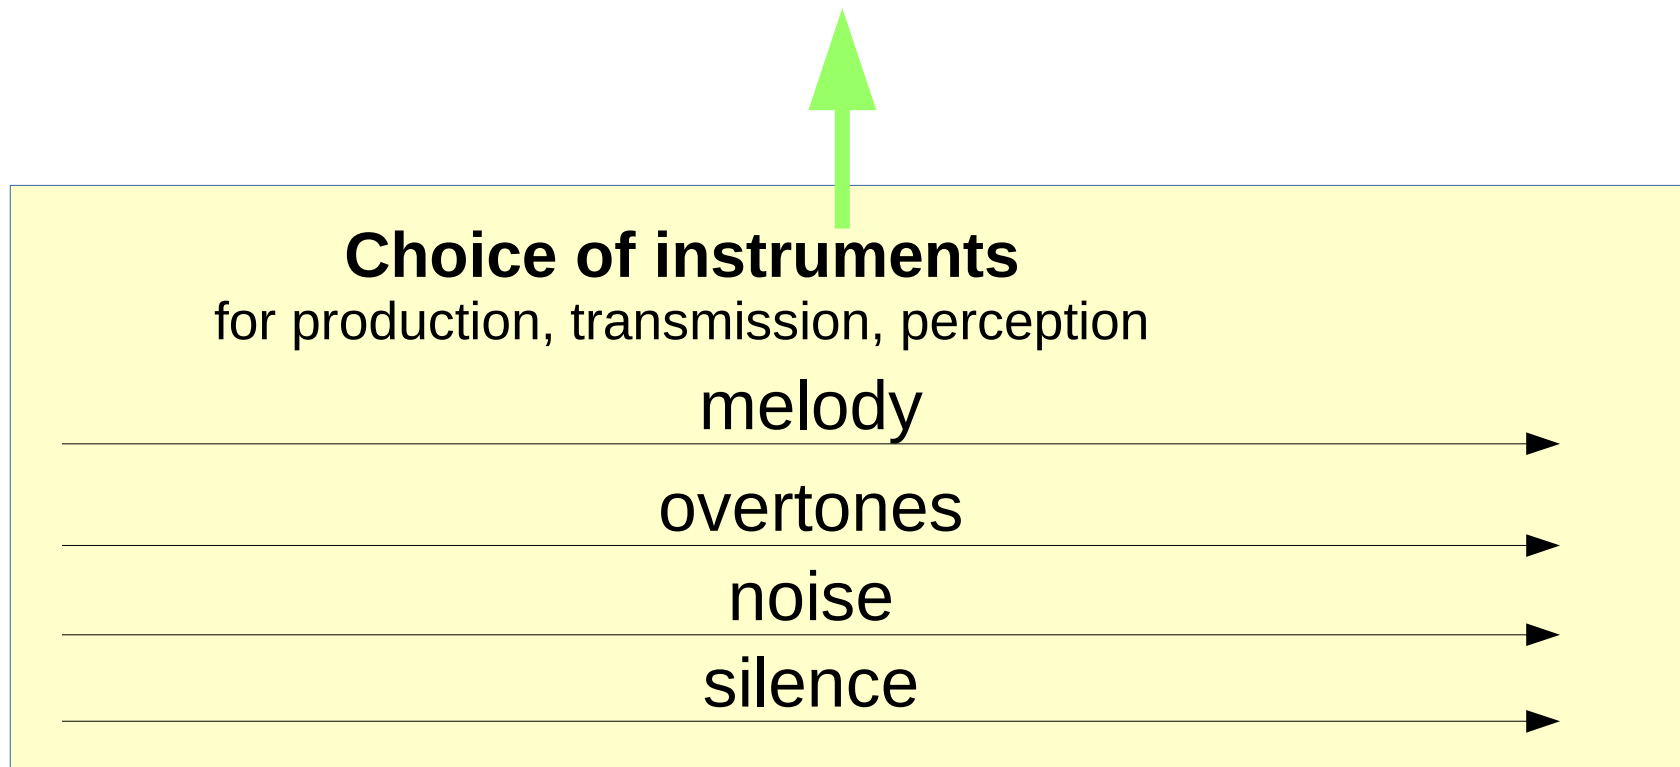 Choice of instruments
for production, transmission, perception
melody
overtones
noise
silence